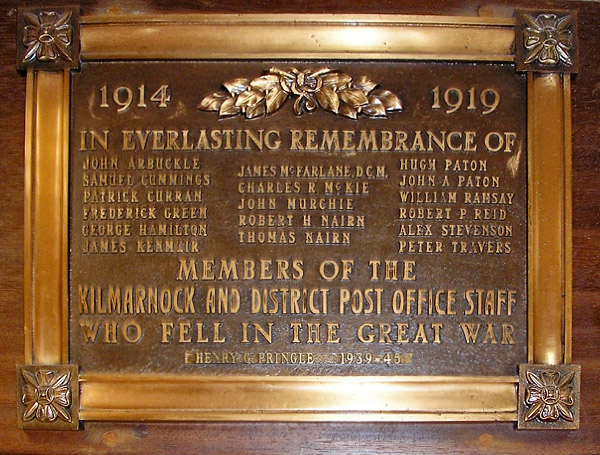 1914 1919
IN EVERLASTING REMEMBRANCE OF
JOHN ARBUCKLE
SAMUEL CUMMINGS
PATRICK CURRAN
FREDERICK GREEN
GEORGE HAMILTON
JAMES KENMUIR
JAMES McFARLANE, D.C.M.
CHARLES R McKIE
JOHN MURCHIE
ROBERT H NAIRN
THOMAS NAIRN
HUGH PATON
JOHN A PATON
WILLIAM RAMSAY
ROBERT P REID
ALEX STEVENSON
PETER TRAVERS
MEMBERS OF THE
KILMARNOCK AND DISTRICT POST OFFICE STAFF
WHO FELL IN THE GREAT WAR
HENRY G PRINGLE 1939-45